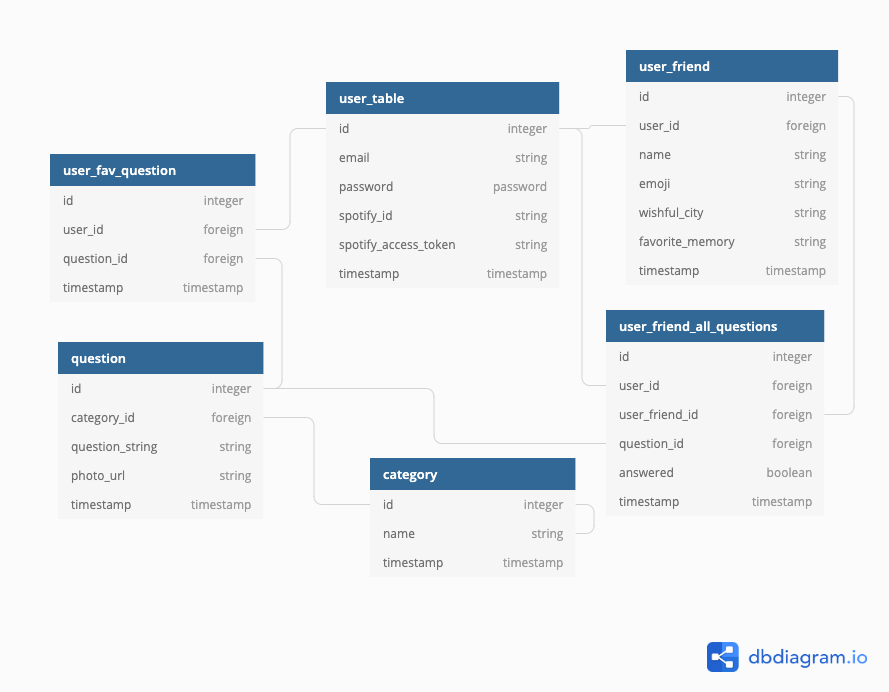 user_friend
id integer
user_id foreign
name string
emoji string
wishful_city string
favorite_memory string
timestamp timestamp
user_table
id integer
email string
password password
spotify_id string
spotify_access_token string
timestamp timestamp
user_fav_question
id integer
user_id foreign
question_id foreign
timestamp timestamp
user_friend_all_questions
id integer
user_id foreign
user_friend_id foreign
question_id foreign
answered boolean
timestamp timestamp
question
id integer
category_id foreign
question_string string
photo_url string
timestamp timestamp
category
id integer
name string
timestamp timestamp
dbdiagram.io